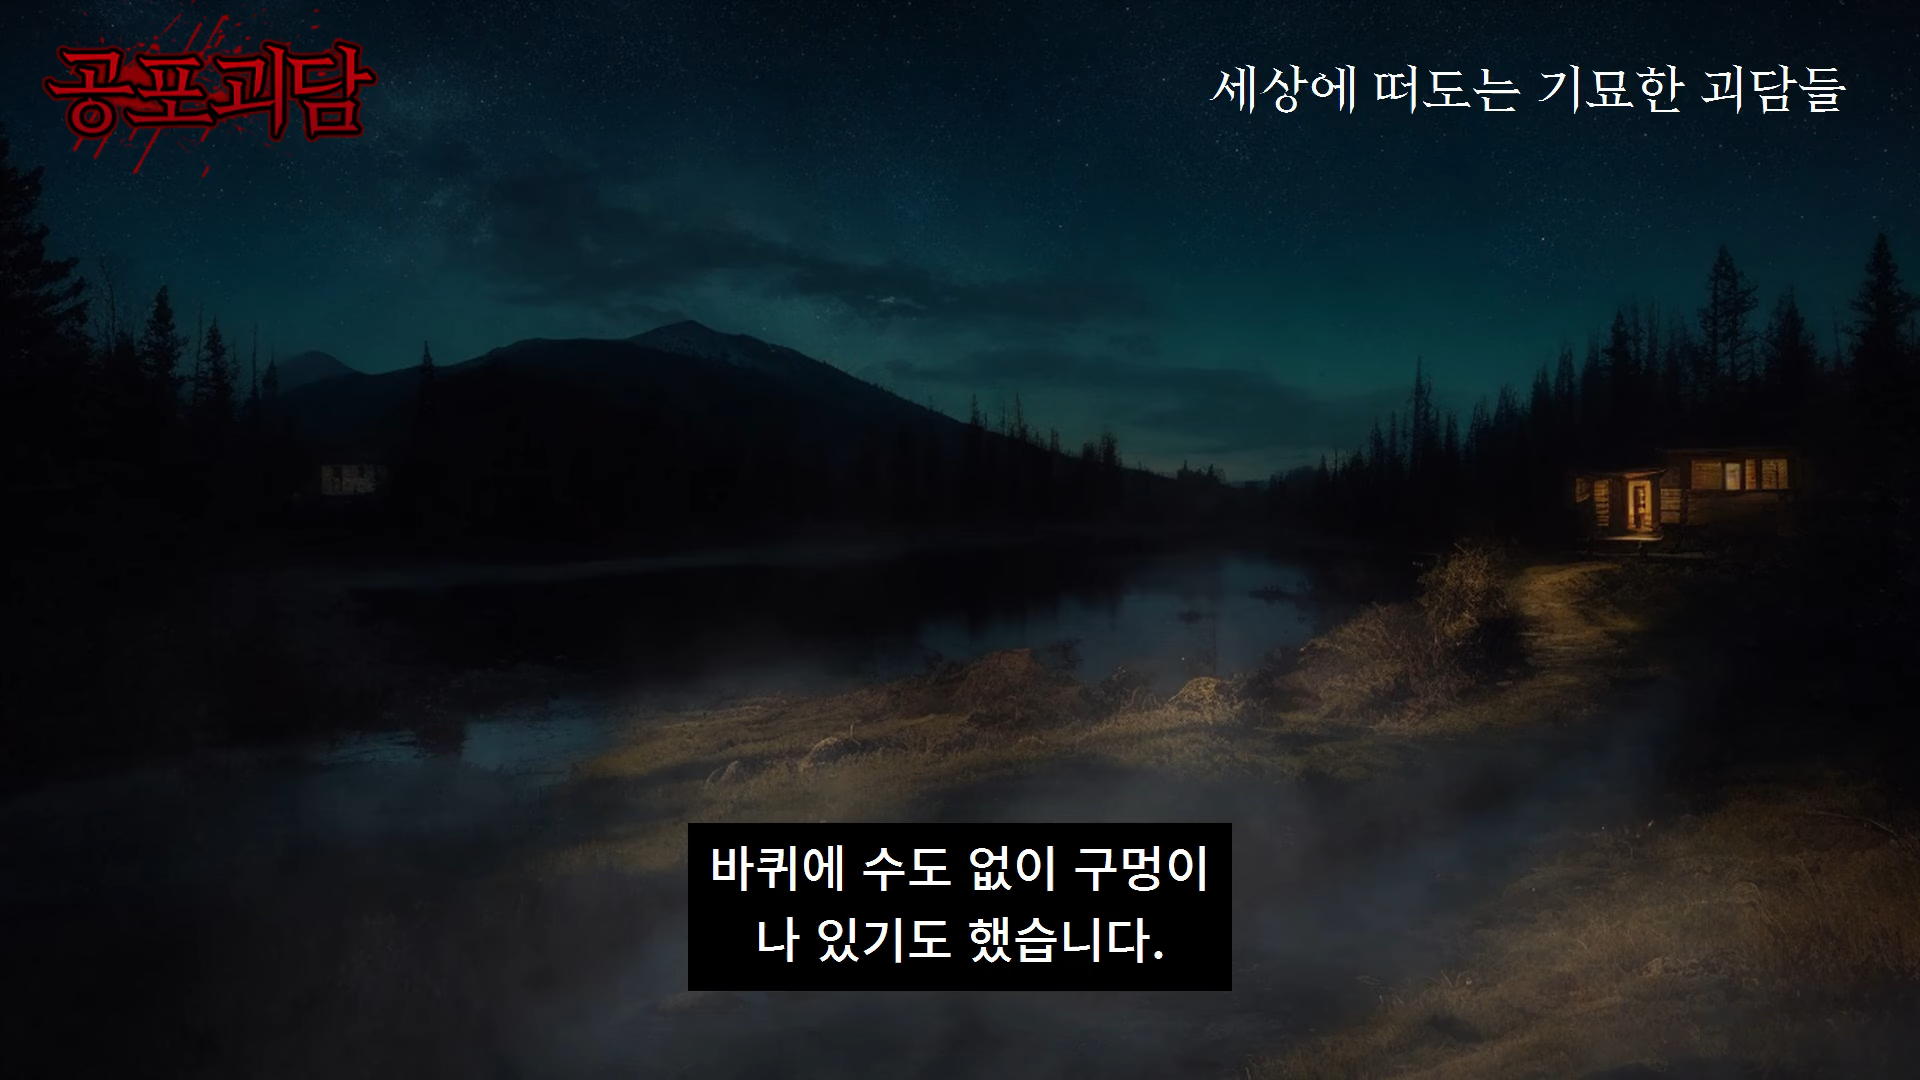 공포괴담
세상에 떠도는 기묘한 괴담들
바퀴에 수도 없이 구멍이
나 있기도 했습니다.